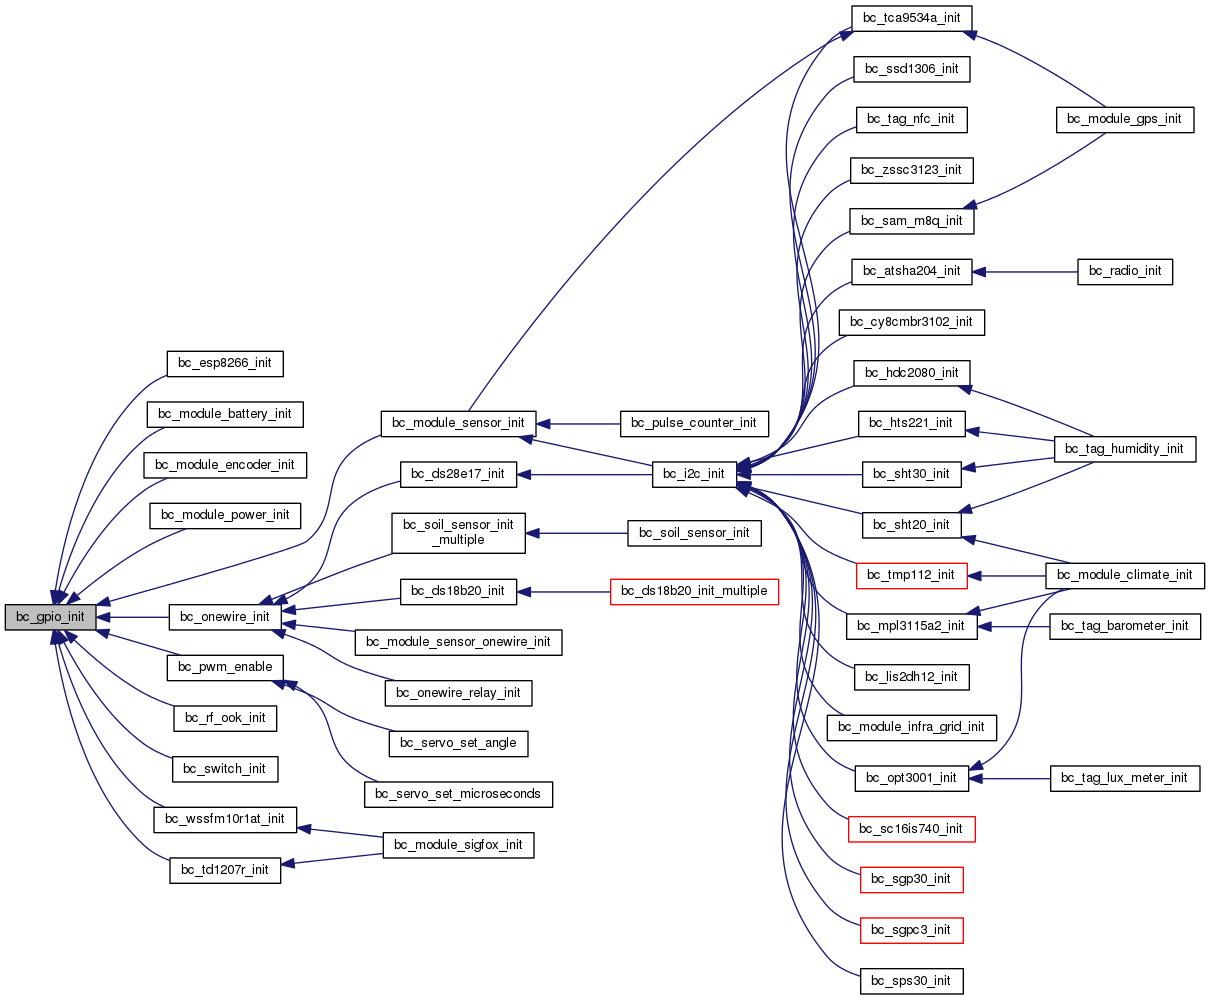 bc_tca9534a_init
bc_ssd1306_init
bc_tag_nfc_init
bc_module_gps_init
bc_zssc3123_init
bc_sam_m8q_init
bc_atsha204_init
bc_radio_init
bc_cy8cmbr3102_init
bc_esp8266_init
bc_hdc2080_init
bc_module_battery_init
bc_module_sensor_init
bc_pulse_counter_init
bc_hts221_init
bc_tag_humidity_init
bc_module_encoder_init
bc_ds28e17_init
bc_i2c_init
bc_sht30_init
bc_module_power_init
bc_soil_sensor_init
_multiple
bc_soil_sensor_init
bc_sht20_init
bc_tmp112_init
bc_module_climate_init
bc_ds18b20_init
bc_ds18b20_init_multiple
bc_gpio_init
bc_onewire_init
bc_mpl3115a2_init
bc_tag_barometer_init
bc_module_sensor_onewire_init
bc_pwm_enable
bc_lis2dh12_init
bc_onewire_relay_init
bc_rf_ook_init
bc_module_infra_grid_init
bc_servo_set_angle
bc_switch_init
bc_opt3001_init
bc_tag_lux_meter_init
bc_servo_set_microseconds
bc_wssfm10r1at_init
bc_sc16is740_init
bc_module_sigfox_init
bc_td1207r_init
bc_sgp30_init
bc_sgpc3_init
bc_sps30_init